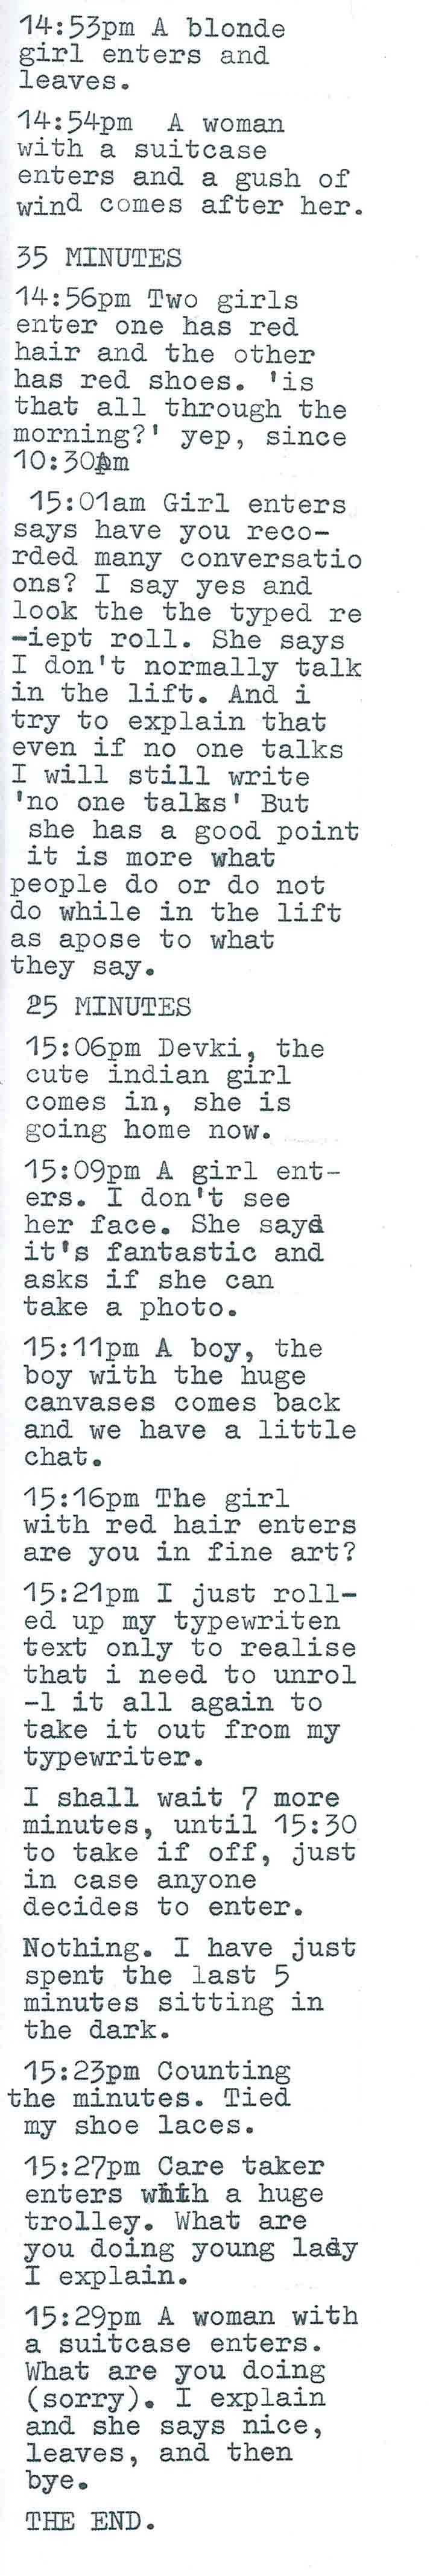 14:53pm A blonde
girl enters and
leaves.
14:54pm  A woman
with a suitcase
enters and a gush of
wind comes after her.
35 MINUTES
14:56pm Two girls
enter one has red
hair and the other
has red shoes. 'is
that all through the
morning?' yep, since
10:30Am
15:01am Girl enters
says have you reco-
rded many conversatio
ons? I say yes and
look the the typed re
-iept roll. She says
I don't normally talk
in the lift. And i
try to explain that
even if no one talks
I will still write
'no one talks' But
she has a good point
it is more what
people do or do not
do while in the lift
as apose to what
they say.
25 MINUTES
15:06pm Devki, the
cute indian girl
comes in, she is
going home now.
15:09pm A girl ent-
ers. I don't see
her face. She says
it's fantastic and
asks if she can
take a photo.
15:11pm A boy, the
boy with the huge
canvases comes back
and we have a little
chat.
15:16pm The girl
with red hair enters
are you in fine art?
15:21pm I just roll-
ed up my typewriten
text only to realise
that i need to unrol
-l it all again to
take it out from my
typewriter.
I shall wait 7 more
minutes, until 15:30
to take if off, just
in case anyone
decides to enter.
Nothing. I have just
spent the last 5
minutes sitting in
the dark.
15:23pm Counting
the minutes. Tied
my shoe laces.
15:27pm Care taker
enters with a huge
trolley. What are
you doing young lady
I explain.
15:29pm A woman with
a suitcase enters.
What are you doing
(sorry). I explain
and she says nice,
leaves, and then
bye.
THE END.